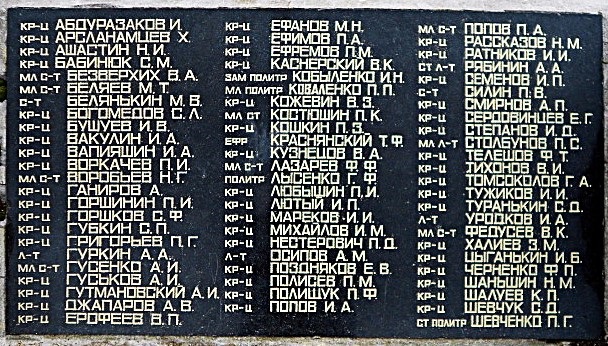 КР-Ц АБДУРАЗАКОВ И.
КР-Ц АРСЛАНАМЦЕВ Х.
КР-Ц АШАСТИН Н.И.
КР-Ц БАБИНЮК С.М.
МЛ С-Т БЕЗВЕРХИХ В.А.
МЛ С-Т БЕЛЯЕВ М.Т.
С-Т БЕЛЯНЬКИН М.В.
КР-Ц БОГОМЕДОВ С.Л.
КР-Ц БУШУЕВ И.В.
КР-Ц ВАКУЛИН И.А.
КР-Ц ВАТИЯШИН П.А.
КР-Ц ВОРКАЧЕВ П.И.
МЛ С-Т ВОРОБЬЕВ Н.Г.
КР-Ц ГАНИРОВ А.
КР-Ц ГОРШИНИН П.И.
КР-Ц ГОРШКОВ С.Ф.
КР-Ц ГУБКИН С.П.
КР-Ц ГРИГОРЬЕВ П.Г.
Л-Т ГУРКИН А.А.
МЛ С-Т ГУСЕНКО А.И.
КР-Ц ГУСЬКОВ А.И.
КР-Ц ГУТМАНОВСКИЙ А.И.
КР-Ц ДЖАПАРОВ А.В.
КР-Ц ЕРОФЕЕВ В.П.
КР-Ц ЕФАНОВ М.Н.
КР-Ц ЕФИМОВ П.А.
КР-Ц ЕФРЕМОВ П.М.
КР-Ц КАСНЕРСКИЙ В.К.
ЗАМ ПОЛИТР КОБЫЛЕНКО И.Н.
МЛ ПОЛИТР КОВАЛЕНКО П.П.
КР-Ц КОЖЕВИН В.З.
МЛ СТ КОСТЮШИН П.К.
КР-Ц КОШКИН П.З.
ЕФР КРАСНЯНСКИЙ Т.Ф.
КР-Ц КУЗНЕЦОВ В.А.
МЛ С-Т ЛАЗАРЕВ Ф.Ф.
ПОЛИТР ЛЫСЕНКО Г.Ф.
КР-Ц ЛЮБЫШИН П.И.
КР-Ц ЛЮТЫЙ И.П.
КР-Ц МАРЕКОВ И.И.
КР-Ц МИХАЙЛОВ И.М.
КР-Ц НЕСТЕРОВИЧ П.Д.
Л-Т ОСИПОВ А.М.
КР-Ц ПОЗДНЯКОВ Е.В.
КР-Ц ПОЛИСЕВ П.М.
КР-Ц ПОЛИЩУК П.Ф.
КР-Ц ПОПОВ И.А.
МЛ С-Т ПОПОВ П.А.
КР-Ц РАССКАЗОВ Н.М.
КР-Ц РАТНИКОВ И.И.
СТ Л-Т РЯБИНИН А.А.
КР-Ц СЕМЕНОВ И.П.
С-Т СИЛИН П.В.
КР-Ц СМИРНОВ А.П.
КР-Ц СЕРДОВИНЦЕВ Е.Г.
КР-Ц СТЕПАНОВ И.Д.
МЛ Л-Т СТОЛБУНОВ П.С.
КР-Ц ТЕЛЕШОВ Ф.Т.
КР-Ц ТИХОНОВ В.И.
КР-Ц ТОМСОКОЛОВ Г.А.
КР-Ц ТУЖИКОВ И.И.
КР-Ц ТУРАНЬКИН С.Д.
Л-Т УРОДКОВ И.А.
МЛ С-Т ФЕДУСЕВ В.К.
КР-Ц ХАЛИЕВ З.М.
КР-Ц ЦЫГАНЬКИН И.Б.
КР-Ц ЧЕРНЕНКО Ф.П.
КР-Ц ШАНЬШИН Н.М.
КР-Ц ШАЛУЕВ К.П.
КР-Ц ШЕВЧУК С.Д.
СТ ПОЛИТР ШЕВЧЕНКО П.Г.